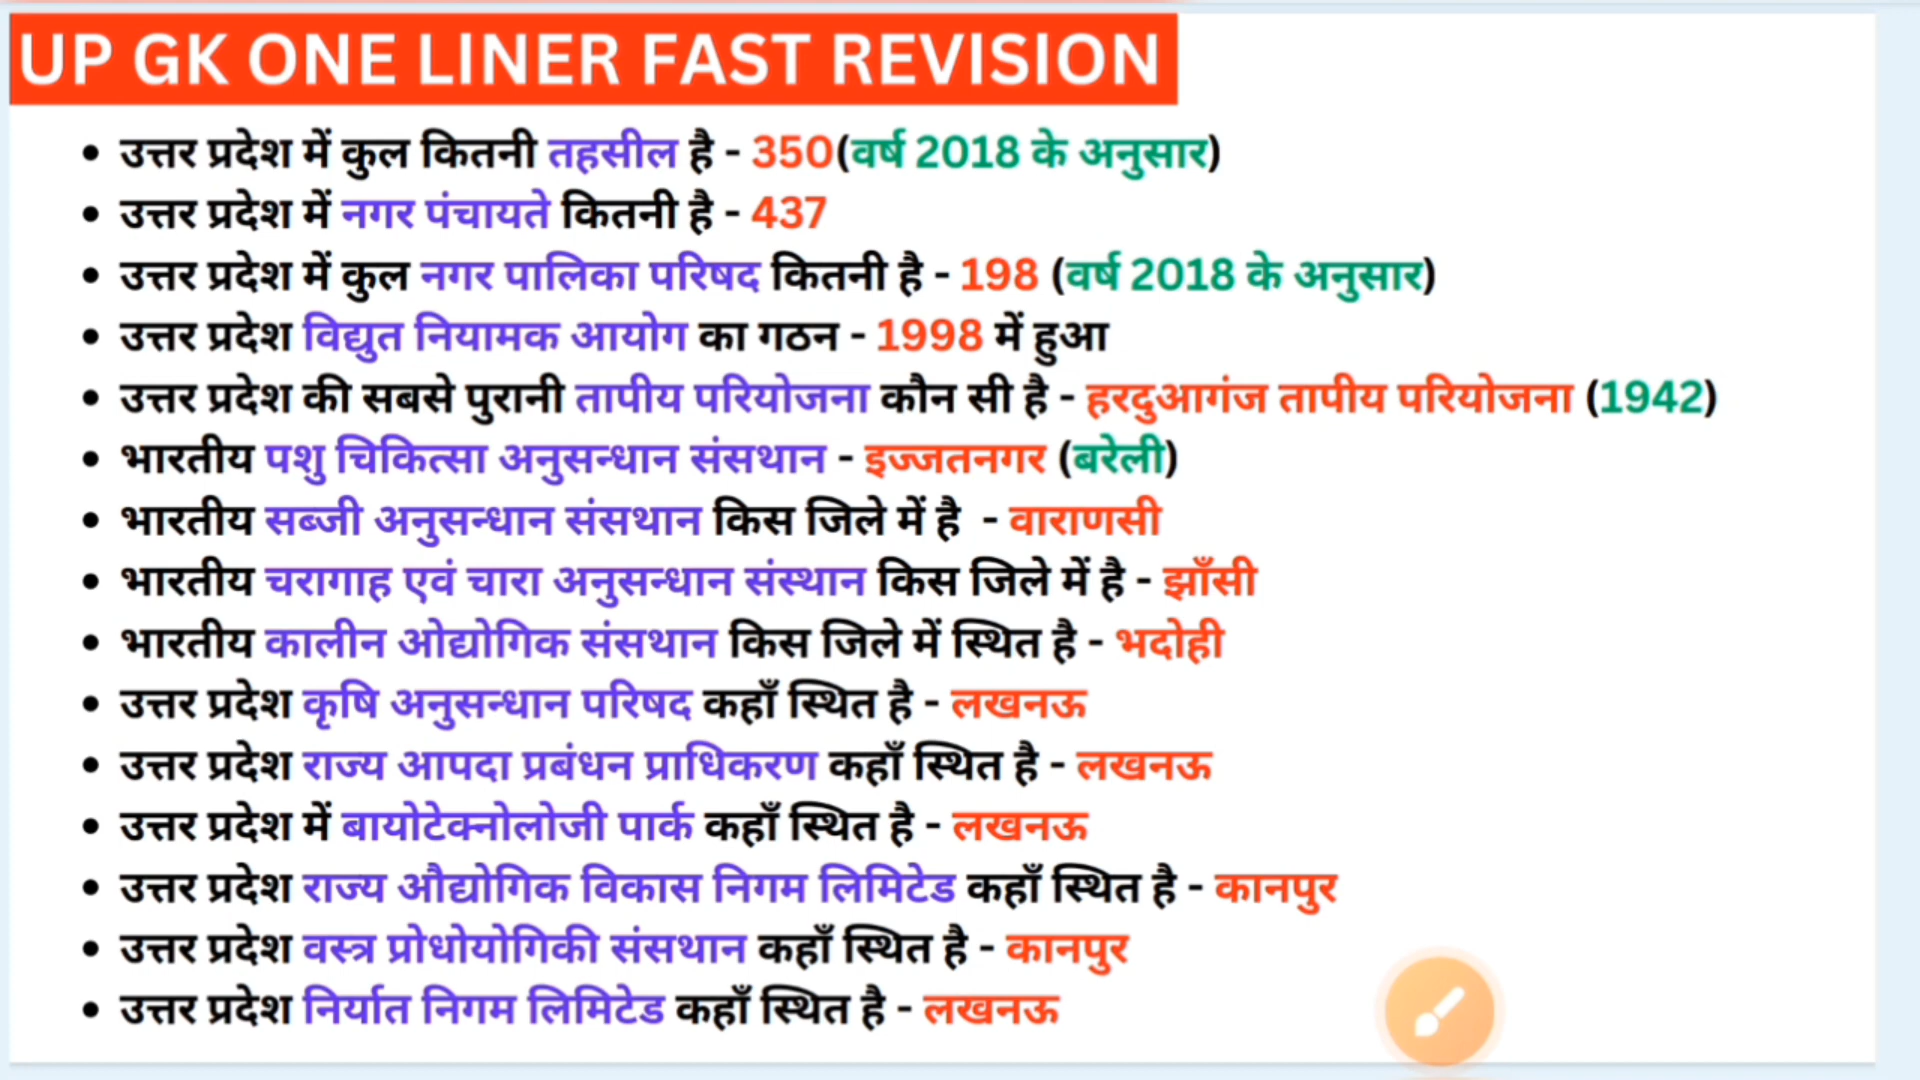 UP GK ONE LINER FAST REVISION
• उत्तर प्रदेश में कुल कितनी तहसील है - 350(वर्ष 2018 के अनुसार)
• उत्तर प्रदेश में नगर पंचायते कितनी है - 437
• उत्तर प्रदेश में कुल नगर पालिका परिषद कितनी है - 198 (वर्ष 2018 के अनुसार)
• उत्तर प्रदेश विद्युत नियामक आयोग का गठन - 1998 में हुआ
• उत्तर प्रदेश की सबसे पुरानी तापीय परियोजना कौन सी है - हरदुआगंज तापीय परियोजना (1942)
• भारतीय पशु चिकित्सा अनुसन्धान संसथान - इज्जतनगर (बरेली)
• भारतीय सब्जी अनुसन्धान संसथान किस जिले में है - वाराणसी
• भारतीय चरागाह एवं चारा अनुसन्धान संस्थान किस जिले में है - झाँसी
• भारतीय कालीन ओद्योगिक संसथान किस जिले में स्थित है - भदोही
• उत्तर प्रदेश कृषि अनुसन्धान परिषद कहाँ स्थित है - लखनऊ
• उत्तर प्रदेश राज्य आपदा प्रबंधन प्राधिकरण कहाँ स्थित है - लखनऊ
• उत्तर प्रदेश में बायोटेक्नोलोजी पार्क कहाँ स्थित है - लखनऊ
• उत्तर प्रदेश राज्य औद्योगिक विकास निगम लिमिटेड कहाँ स्थित है - कानपुर
• उत्तर प्रदेश वस्त्र प्रोधोयोगिकी संसथान कहाँ स्थित है - कानपुर
• उत्तर प्रदेश निर्यात निगम लिमिटेड कहाँ स्थित है - लखनऊ